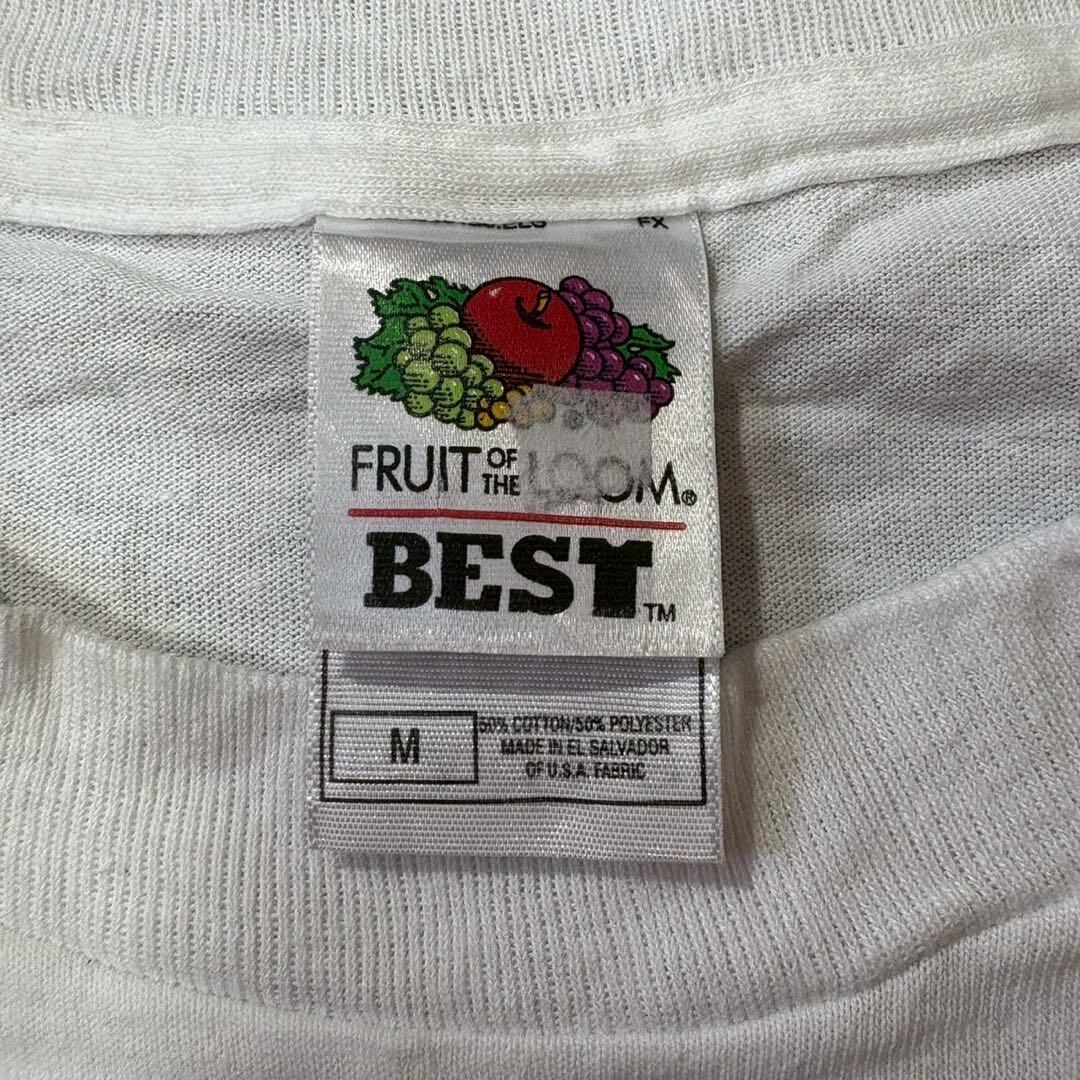 FX
FRUIT OF THE LOOM®
BEST™
M
50% COTTON/50% POLYESTER
MADE IN EL SALVADOR
OF U.S.A. FABRIC